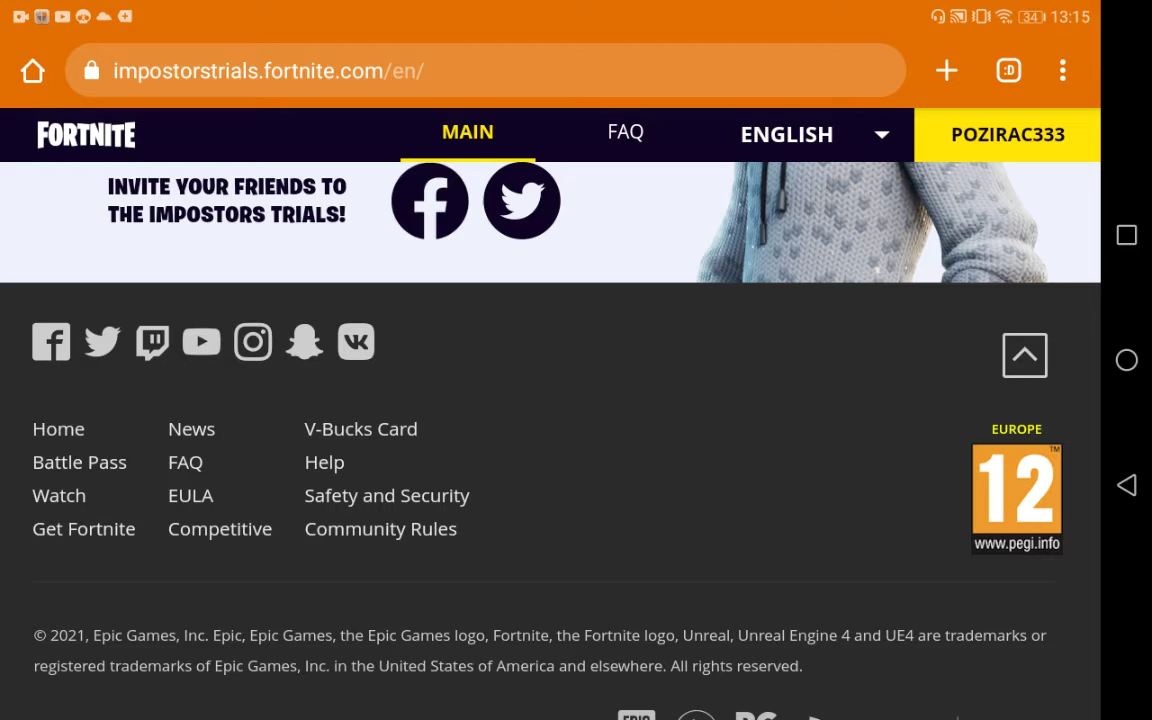 34 13:15
impostorstrials.fortnite.com/en/
:D
FORTNITE MAIN FAQ ENGLISH POZIRAC333
INVITE YOUR FRIENDS TO
THE IMPOSTORS TRIALS!
Home News V-Bucks Card EUROPE
Battle Pass FAQ Help
Watch EULA Safety and Security
Get Fortnite Competitive Community Rules
12
www.pegi.info
© 2021, Epic Games, Inc. Epic, Epic Games, the Epic Games logo, Fortnite, the Fortnite logo, Unreal, Unreal Engine 4 and UE4 are trademarks or
registered trademarks of Epic Games, Inc. in the United States of America and elsewhere. All rights reserved.